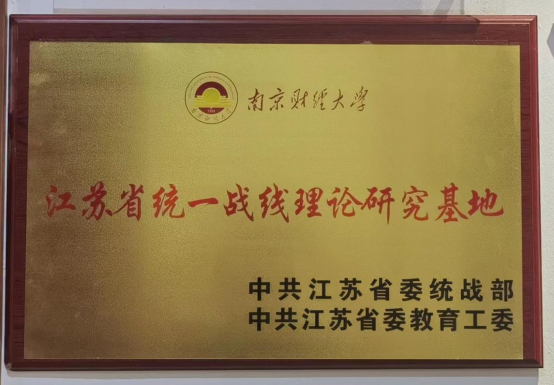 南京财经大学
江苏省统一战线理论研究基地
中共江苏省委统战部
中共江苏省委教育工委